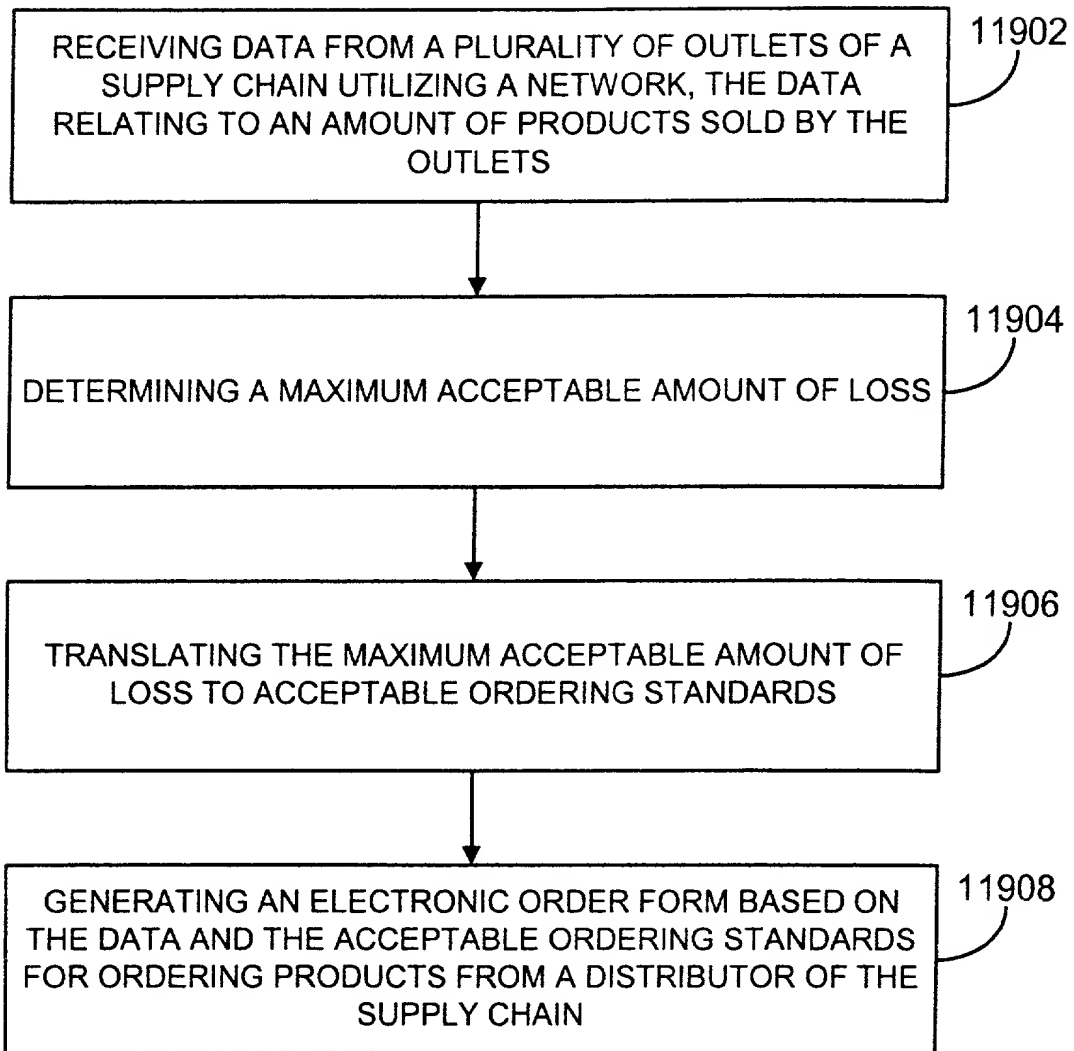 RECEIVING DATA FROM A PLURALITY OF OUTLETS OF A
SUPPLY CHAIN UTILIZING A NETWORK, THE DATA
RELATING TO AN AMOUNT OF PRODUCTS SOLD BY THE
OUTLETS
11902
DETERMINING A MAXIMUM ACCEPTABLE AMOUNT OF LOSS
11904
TRANSLATING THE MAXIMUM ACCEPTABLE AMOUNT OF
LOSS TO ACCEPTABLE ORDERING STANDARDS
11906
GENERATING AN ELECTRONIC ORDER FORM BASED ON
THE DATA AND THE ACCEPTABLE ORDERING STANDARDS
FOR ORDERING PRODUCTS FROM A DISTRIBUTOR OF THE
SUPPLY CHAIN
11908